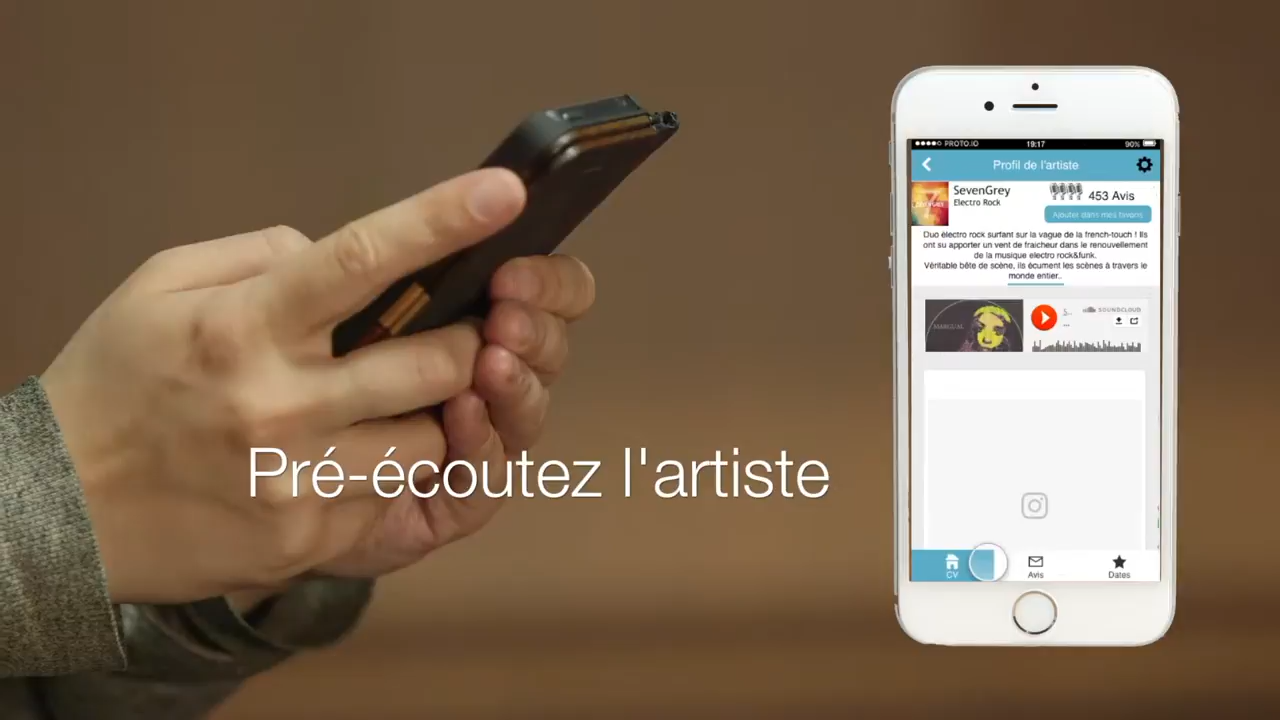 ●●●●○ PROTO.IO 19:17 90%
Profil de l'artiste
SevenGrey
Electro Rock
453 Avis
Ajouter dans mes favoris
Duo électro rock surfant sur la vague de la french-touch ! Ils
ont su apporter un vent de fraicheur dans le renouvellement
de la musique electro rock&funk.
Véritable bête de scène, ils écument les scènes à travers le
monde entier..
SOUNDCLOUD
Pré-écoutez l'artiste
CV Avis Dates